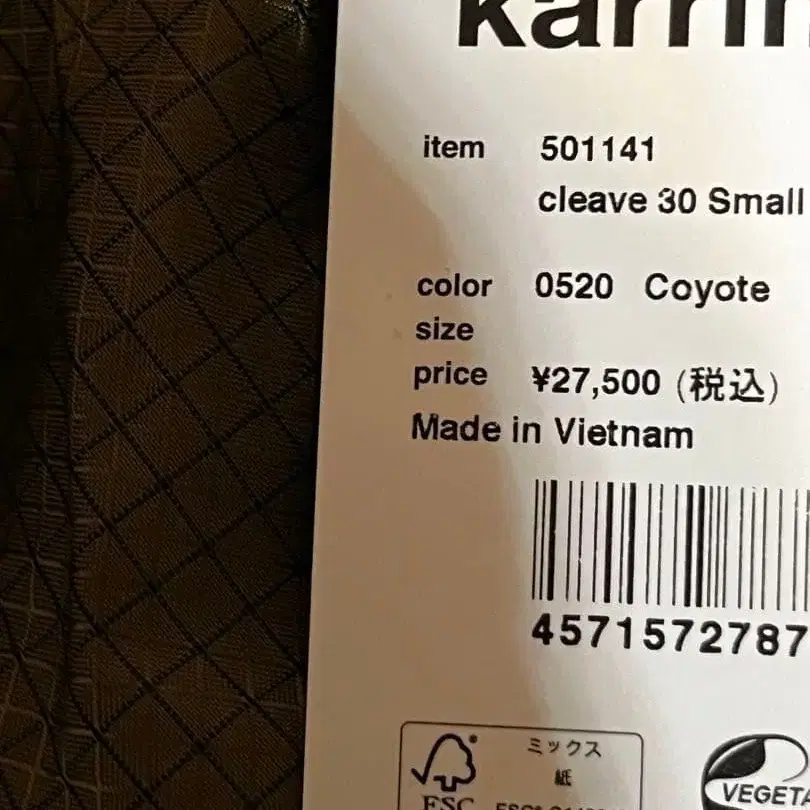 karrim
item 501141
cleave 30 Small
color 0520 Coyote
size
price ¥27,500 (税込)
Made in Vietnam
4571572787
ミックス
紙
FSC
VEGETA